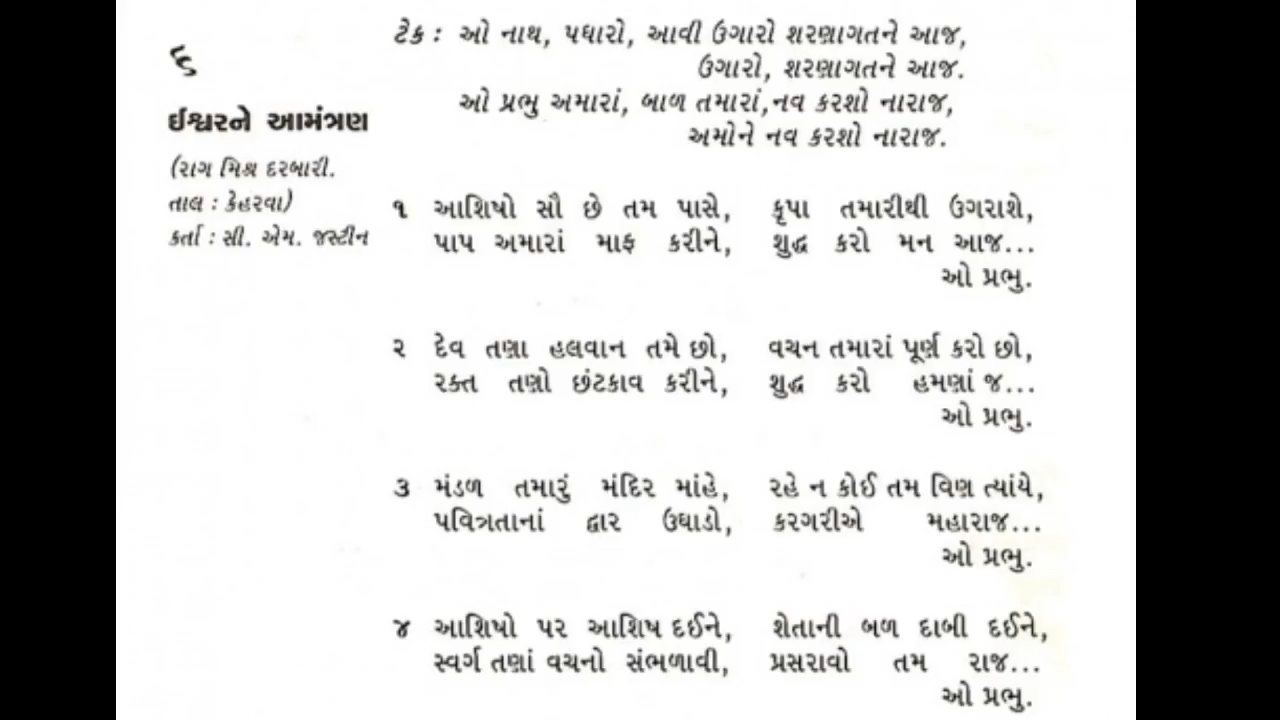 ૬
ઈશ્વરને આમંત્રણ
(રાગ મિશ્ર દરબારી.
તાલ : કેહરવા)
કર્તા : સી. એમ. જસ્ટીન
ટેક : ઓ નાથ, પધારો, આવી ઉગારો શરણાગતને આજ,
ઉગારો, શરણાગતને આજ.
ઓ પ્રભુ અમારાં, બાળ તમારાં,નવ કરશો નારાજ,
અમોને નવ કરશો નારાજ.
૧ આશિષો સૌ છે તમ પાસે, કૃપા તમારીથી ઉગરાશે,
પાપ અમારાં માફ કરીને, શુદ્ધ કરો મન આજ...
ઓ પ્રભુ.
૨ દેવ તણા હલવાન તમે છો, વચન તમારાં પૂર્ણ કરો છો,
રક્ત તણો છંટકાવ કરીને, શુદ્ધ કરો હમણાં જ...
ઓ પ્રભુ.
૩ મંડળ તમારું મંદિર માંહે, રહે ન કોઈ તમ વિણ ત્યાંયે,
પવિત્રતાનાં દ્વાર ઉઘાડો, કરગરીએ મહારાજ...
ઓ પ્રભુ.
૪ આશિષો પર આશિષ દઈને, શેતાની બળ દાબી દઈને,
સ્વર્ગ તણાં વચનો સંભળાવી, પ્રસરાવો તમ રાજ...
ઓ પ્રભુ.